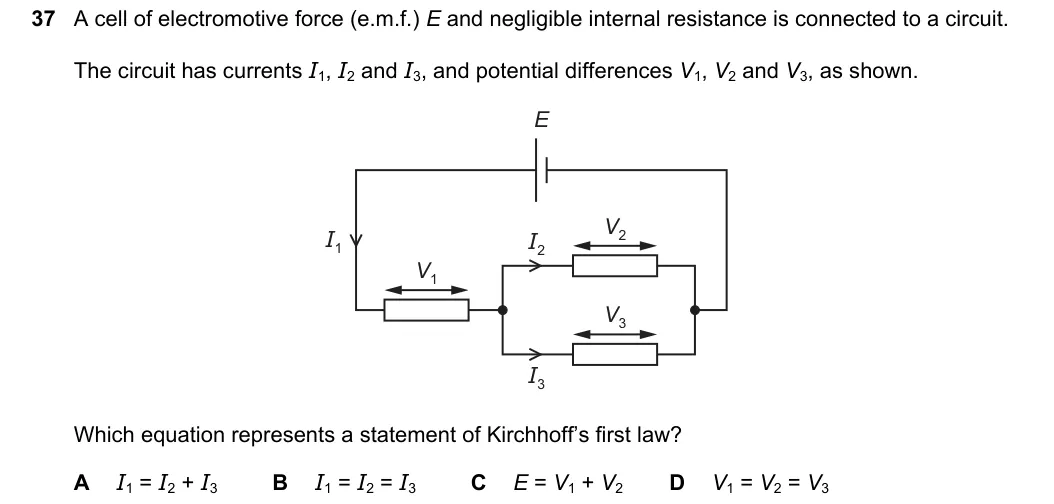 37 A cell of electromotive force (e.m.f.) E and negligible internal resistance is connected to a circuit.
The circuit has currents I₁, I₂ and I₃, and potential differences V₁, V₂ and V₃, as shown.
E
V₂
I₁
I₂
V₁
V₃
I₃
Which equation represents a statement of Kirchhoff’s first law?
A I₁ = I₂ + I₃ B I₁ = I₂ = I₃ C E = V₁ + V₂ D V₁ = V₂ = V₃